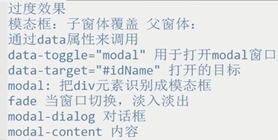 过度效果
模态框：子窗体覆盖 父窗体：
通过data属性来调用
data-toggle="modal" 用于打开modal窗口
data-target="#idName" 打开的目标
modal: 把div元素识别成模态框
fade 当窗口切换，淡入淡出
modal-dialog 对话框
modal-content 内容